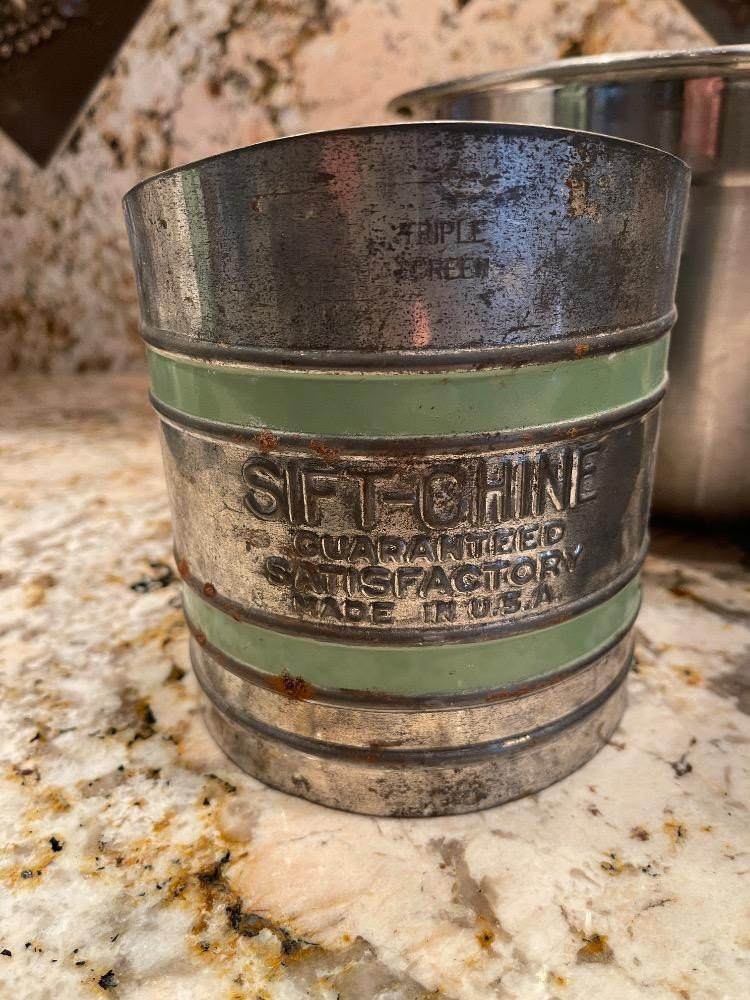 TRIPLE
SCREEN
SIFT-CHINE
GUARANTEED
SATISFACTORY
MADE IN U.S.A.